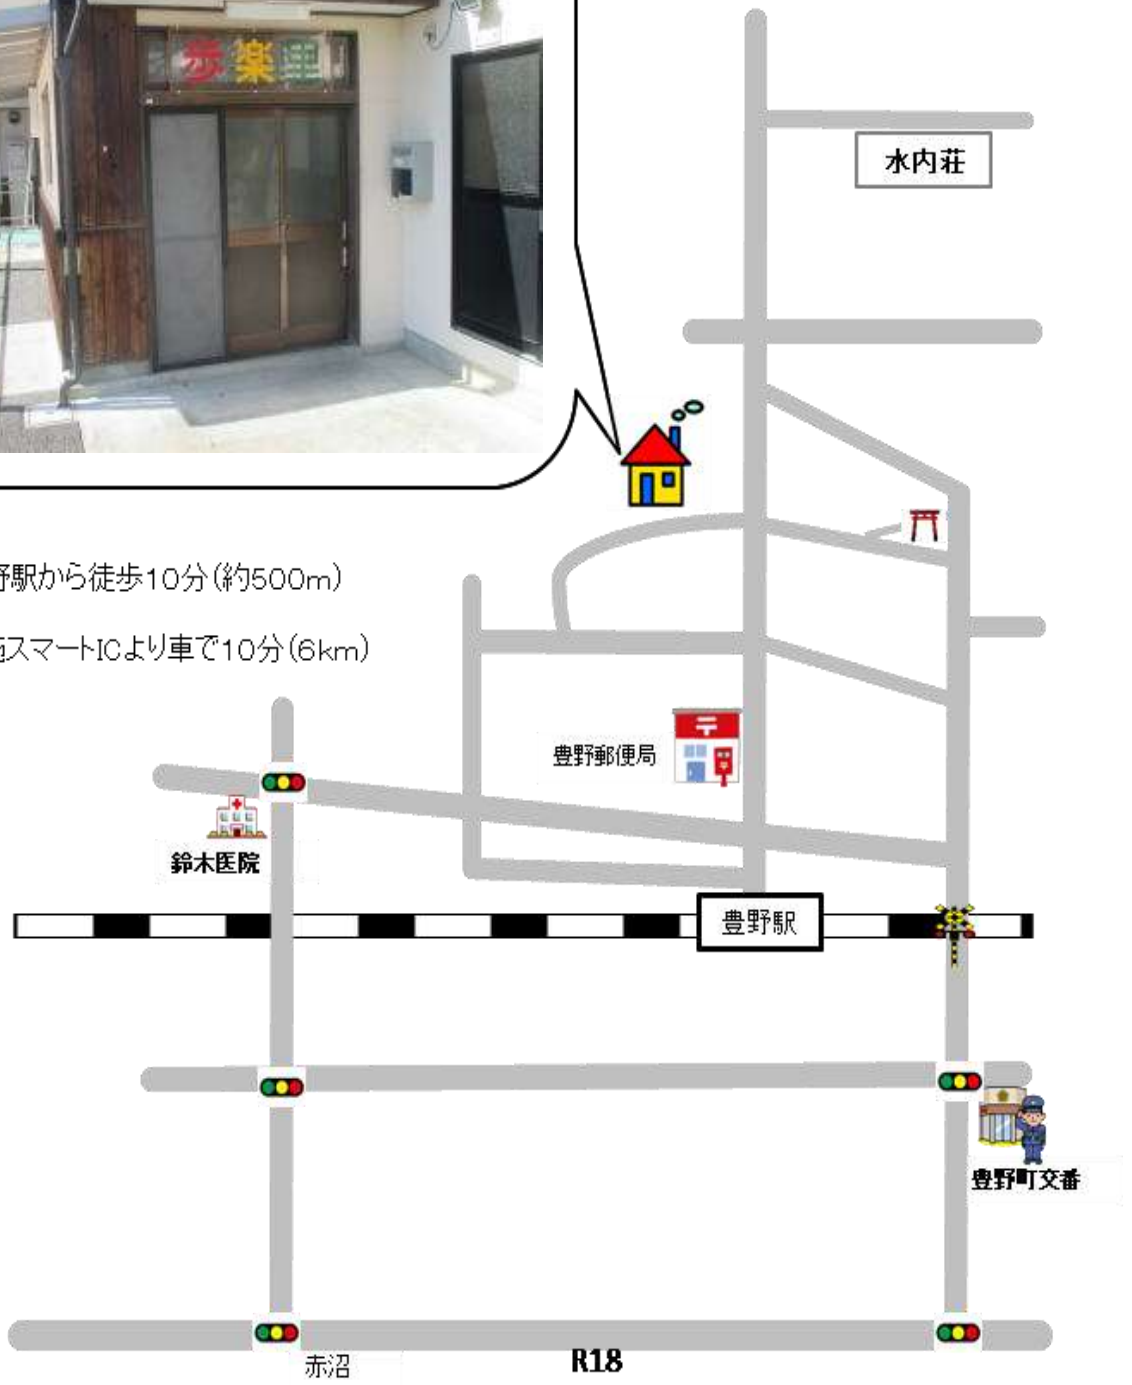 歩楽里
水内荘
野駅から徒歩10分(約500m)
スマートICより車で10分(6km)
豊野郵便局
鈴木医院
豊野駅
豊野町交番
赤沼
R18